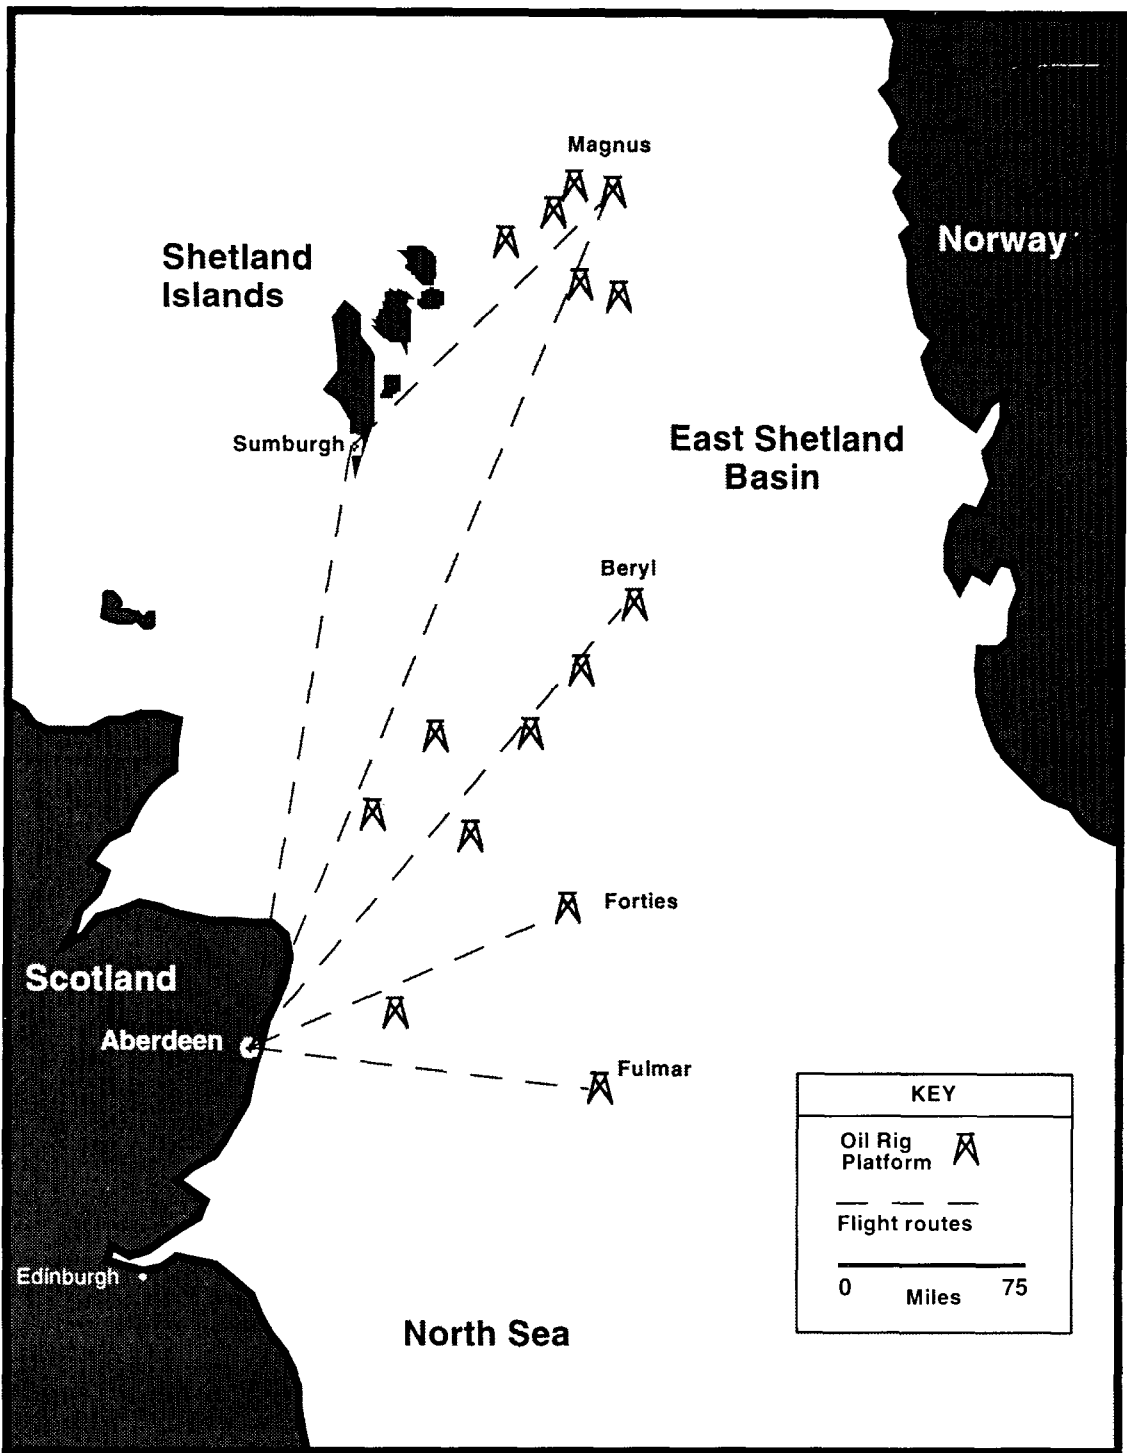 Magnus
Norway
Shetland
Islands
Sumburgh
East Shetland
Basin
Beryl
Forties
Scotland
Aberdeen
Fulmar
KEY
Oil Rig
Platform
Flight routes
0 75
Miles
Edinburgh
North Sea